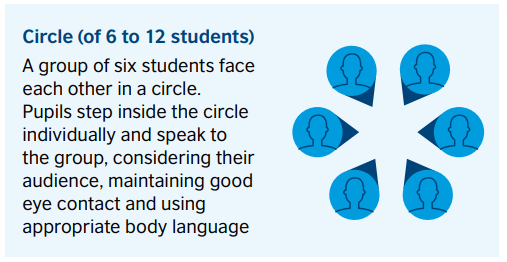 Circle (of 6 to 12 students)
A group of six students face
each other in a circle.
Pupils step inside the circle
individually and speak to
the group, considering their
audience, maintaining good
eye contact and using
appropriate body language